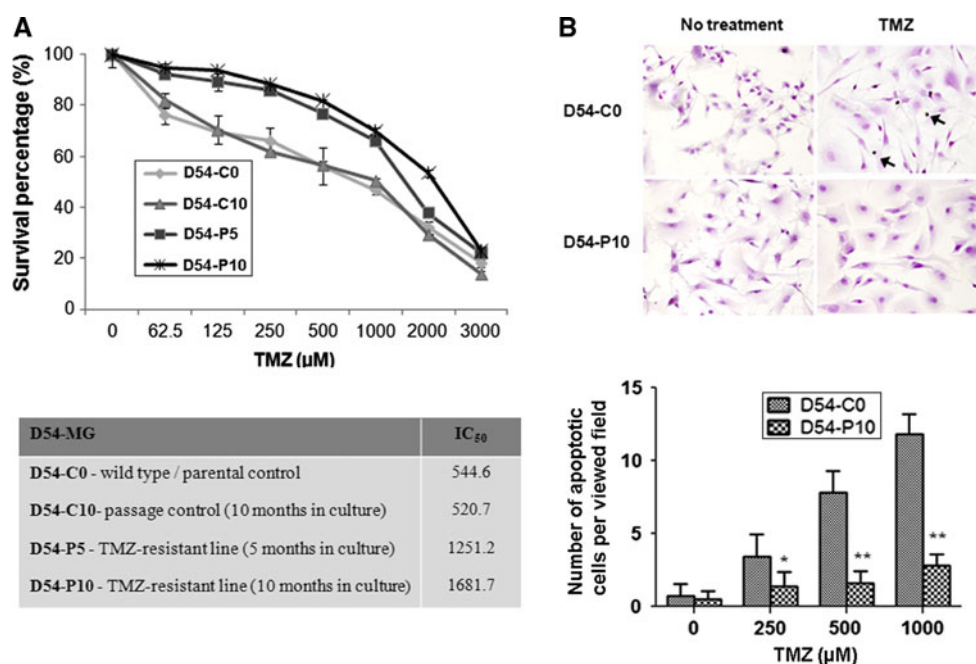 A
Survival percentage (%)
100
80
60
40
20
0
D54-C0
D54-C10
D54-P5
D54-P10
0 62.5 125 250 500 1000 2000 3000
TMZ (µM)
D54-MG IC50
D54-C0 - wild type / parental control 544.6
D54-C10- passage control (10 months in culture) 520.7
D54-P5 - TMZ-resistant line (5 months in culture) 1251.2
D54-P10 - TMZ-resistant line (10 months in culture) 1681.7
B
No treatment TMZ
D54-C0
D54-P10
Number of apoptotic
cells per viewed field
15
10
5
0
D54-C0
D54-P10
* ** **
0 250 500 1000
TMZ (µM)